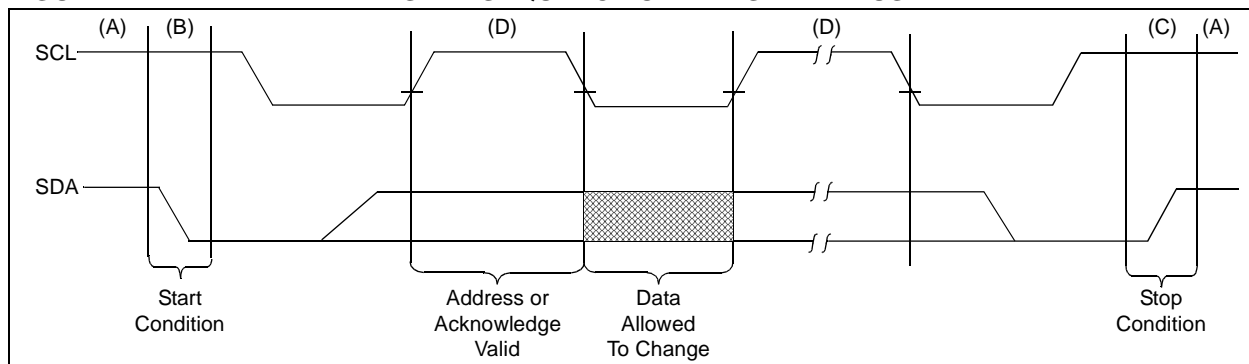 (A) (B) (D) (D) (C) (A)
SCL
SDA
Start
Condition
Address or
Acknowledge
Valid
Data
Allowed
To Change
Stop
Condition